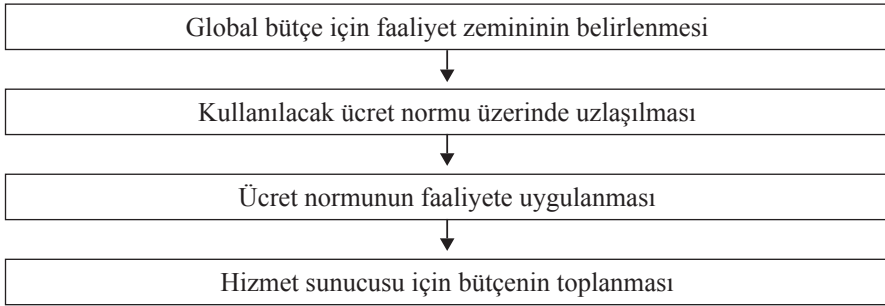 Global bütçe için faaliyet zemininin belirlenmesi
Kullanılacak ücret normu üzerinde uzlaşılması
Ücret normunun faaliyete uygulanması
Hizmet sunucusu için bütçenin toplanması